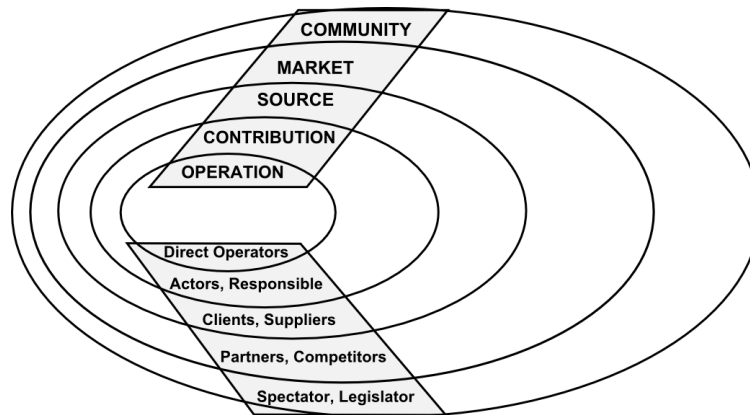 COMMUNITY
MARKET
SOURCE
CONTRIBUTION
OPERATION
Direct Operators
Actors, Responsible
Clients, Suppliers
Partners, Competitors
Spectator, Legislator